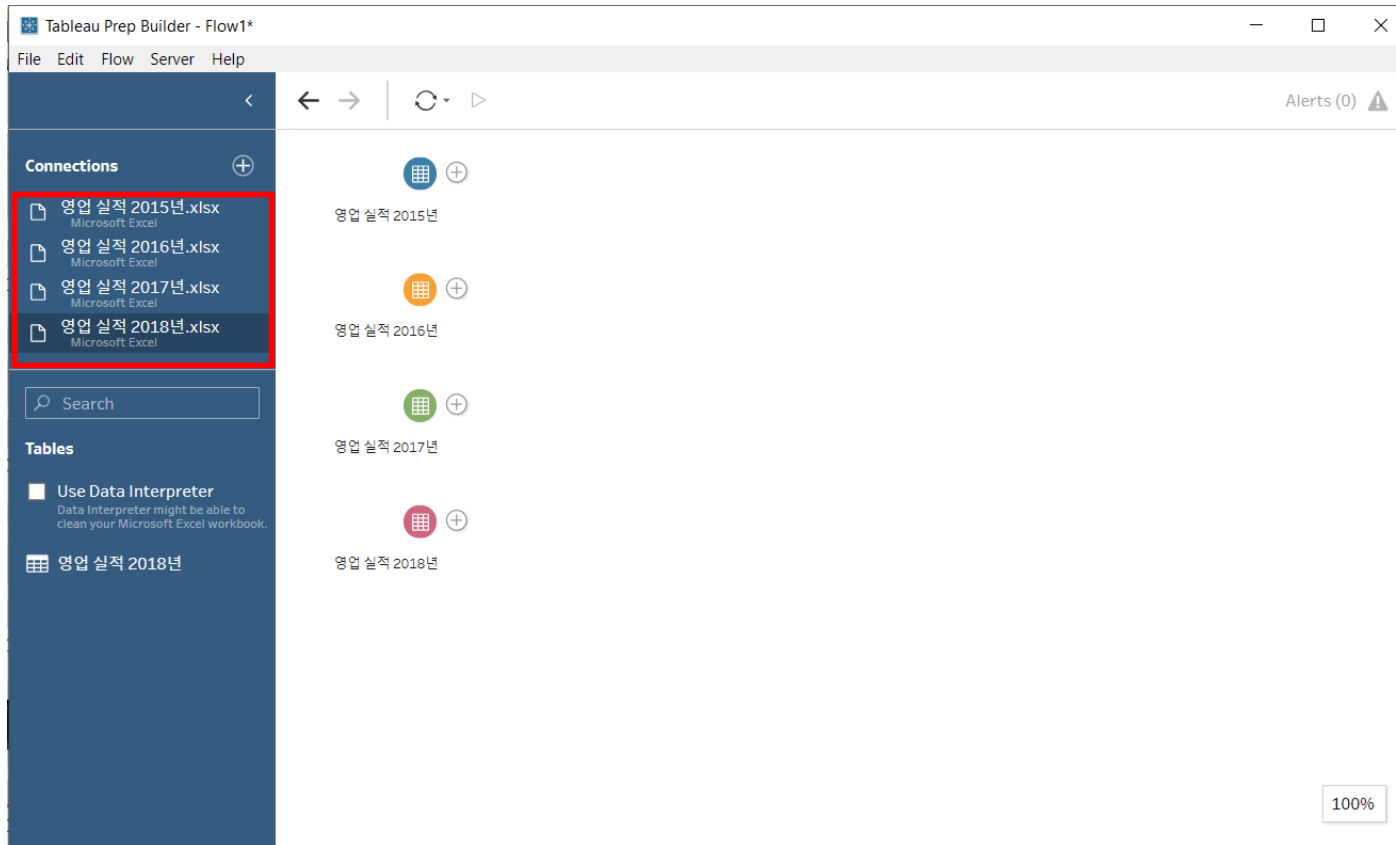 Tableau Prep Builder - Flow1*
File Edit Flow Server Help
Alerts (0)
Connections
영업 실적 2015년.xlsx
Microsoft Excel
영업 실적 2016년.xlsx
Microsoft Excel
영업 실적 2017년.xlsx
Microsoft Excel
영업 실적 2018년.xlsx
Microsoft Excel
Search
Tables
Use Data Interpreter
Data Interpreter might be able to
clean your Microsoft Excel workbook.
영업 실적 2018년
영업 실적 2015년
영업 실적 2016년
영업 실적 2017년
영업 실적 2018년
100%